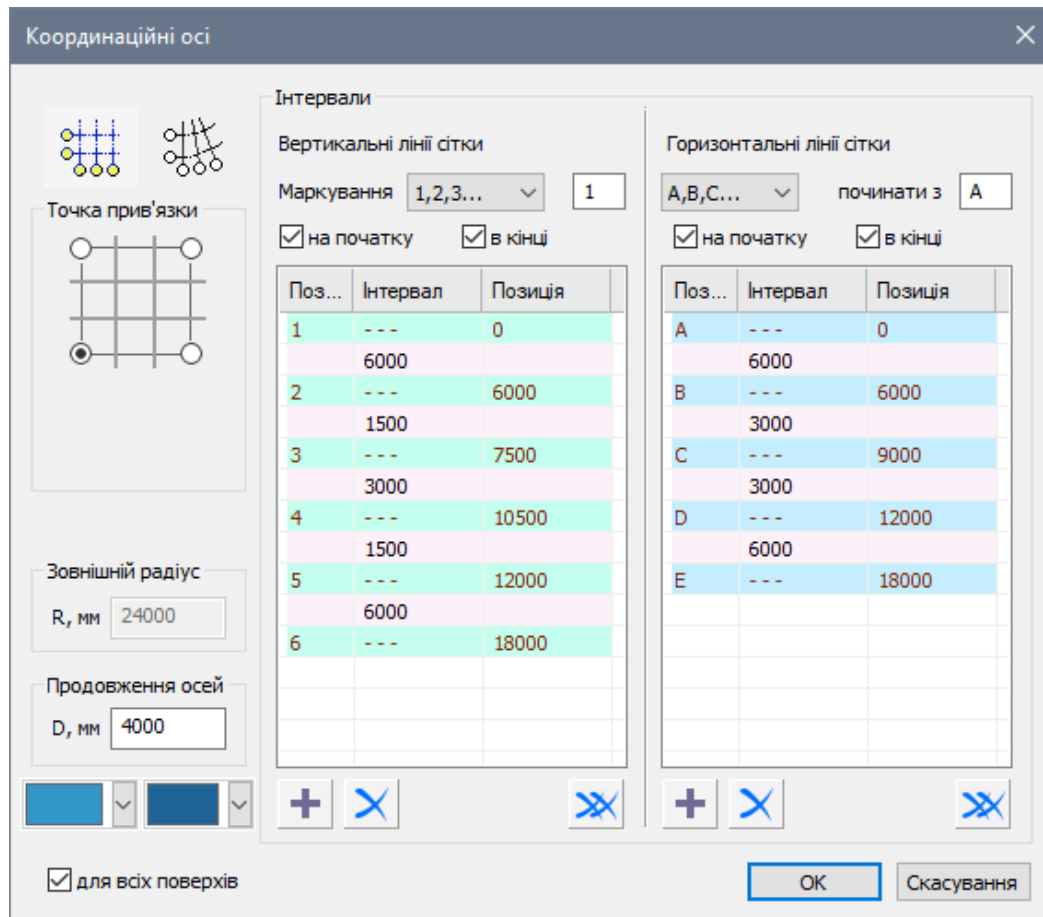 Координаційні осі
Інтервали
Вертикальні лінії сітки
Горизонтальні лінії сітки
Маркування 1,2,3... 1
A,B,C... починати з A
Точка прив'язки
на початку в кінці
на початку в кінці
Поз... Інтервал Позиція
1 - - - 0
6000
2 - - - 6000
1500
3 - - - 7500
3000
4 - - - 10500
1500
5 - - - 12000
6000
6 - - - 18000
Поз... Інтервал Позиція
A - - - 0
6000
B - - - 6000
3000
C - - - 9000
3000
D - - - 12000
6000
E - - - 18000
Зовнішній радіус
R, мм 24000
Продовження осей
D, мм 4000
для всіх поверхів
OK Скасування